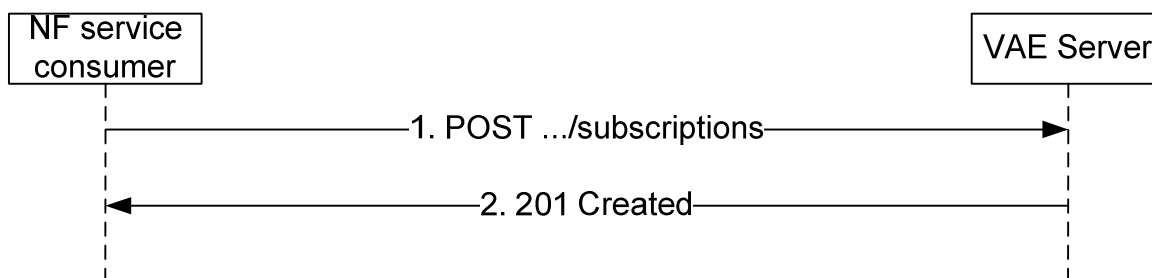 NF service
consumer
VAE Server
1. POST .../subscriptions
2. 201 Created